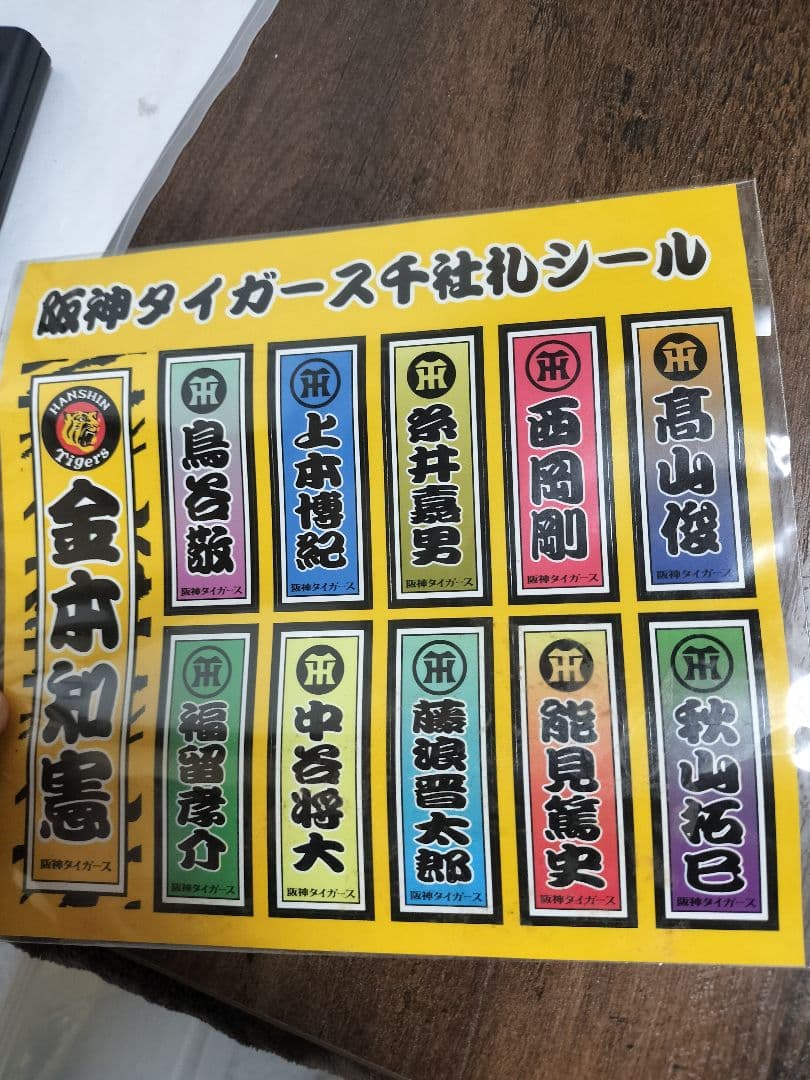 阪神タイガース千社札シール
HANSHIN
Tigers
金本知憲
阪神タイガース
鳥谷敬
阪神タイガース
上本博紀
阪神タイガース
糸井嘉男
阪神タイガース
西岡剛
阪神タイガース
髙山俊
阪神タイガース
福留孝介
阪神タイガース
中谷将大
阪神タイガース
藤浪晋太郎
阪神タイガース
能見篤史
阪神タイガース
秋山拓巳
阪神タイガース